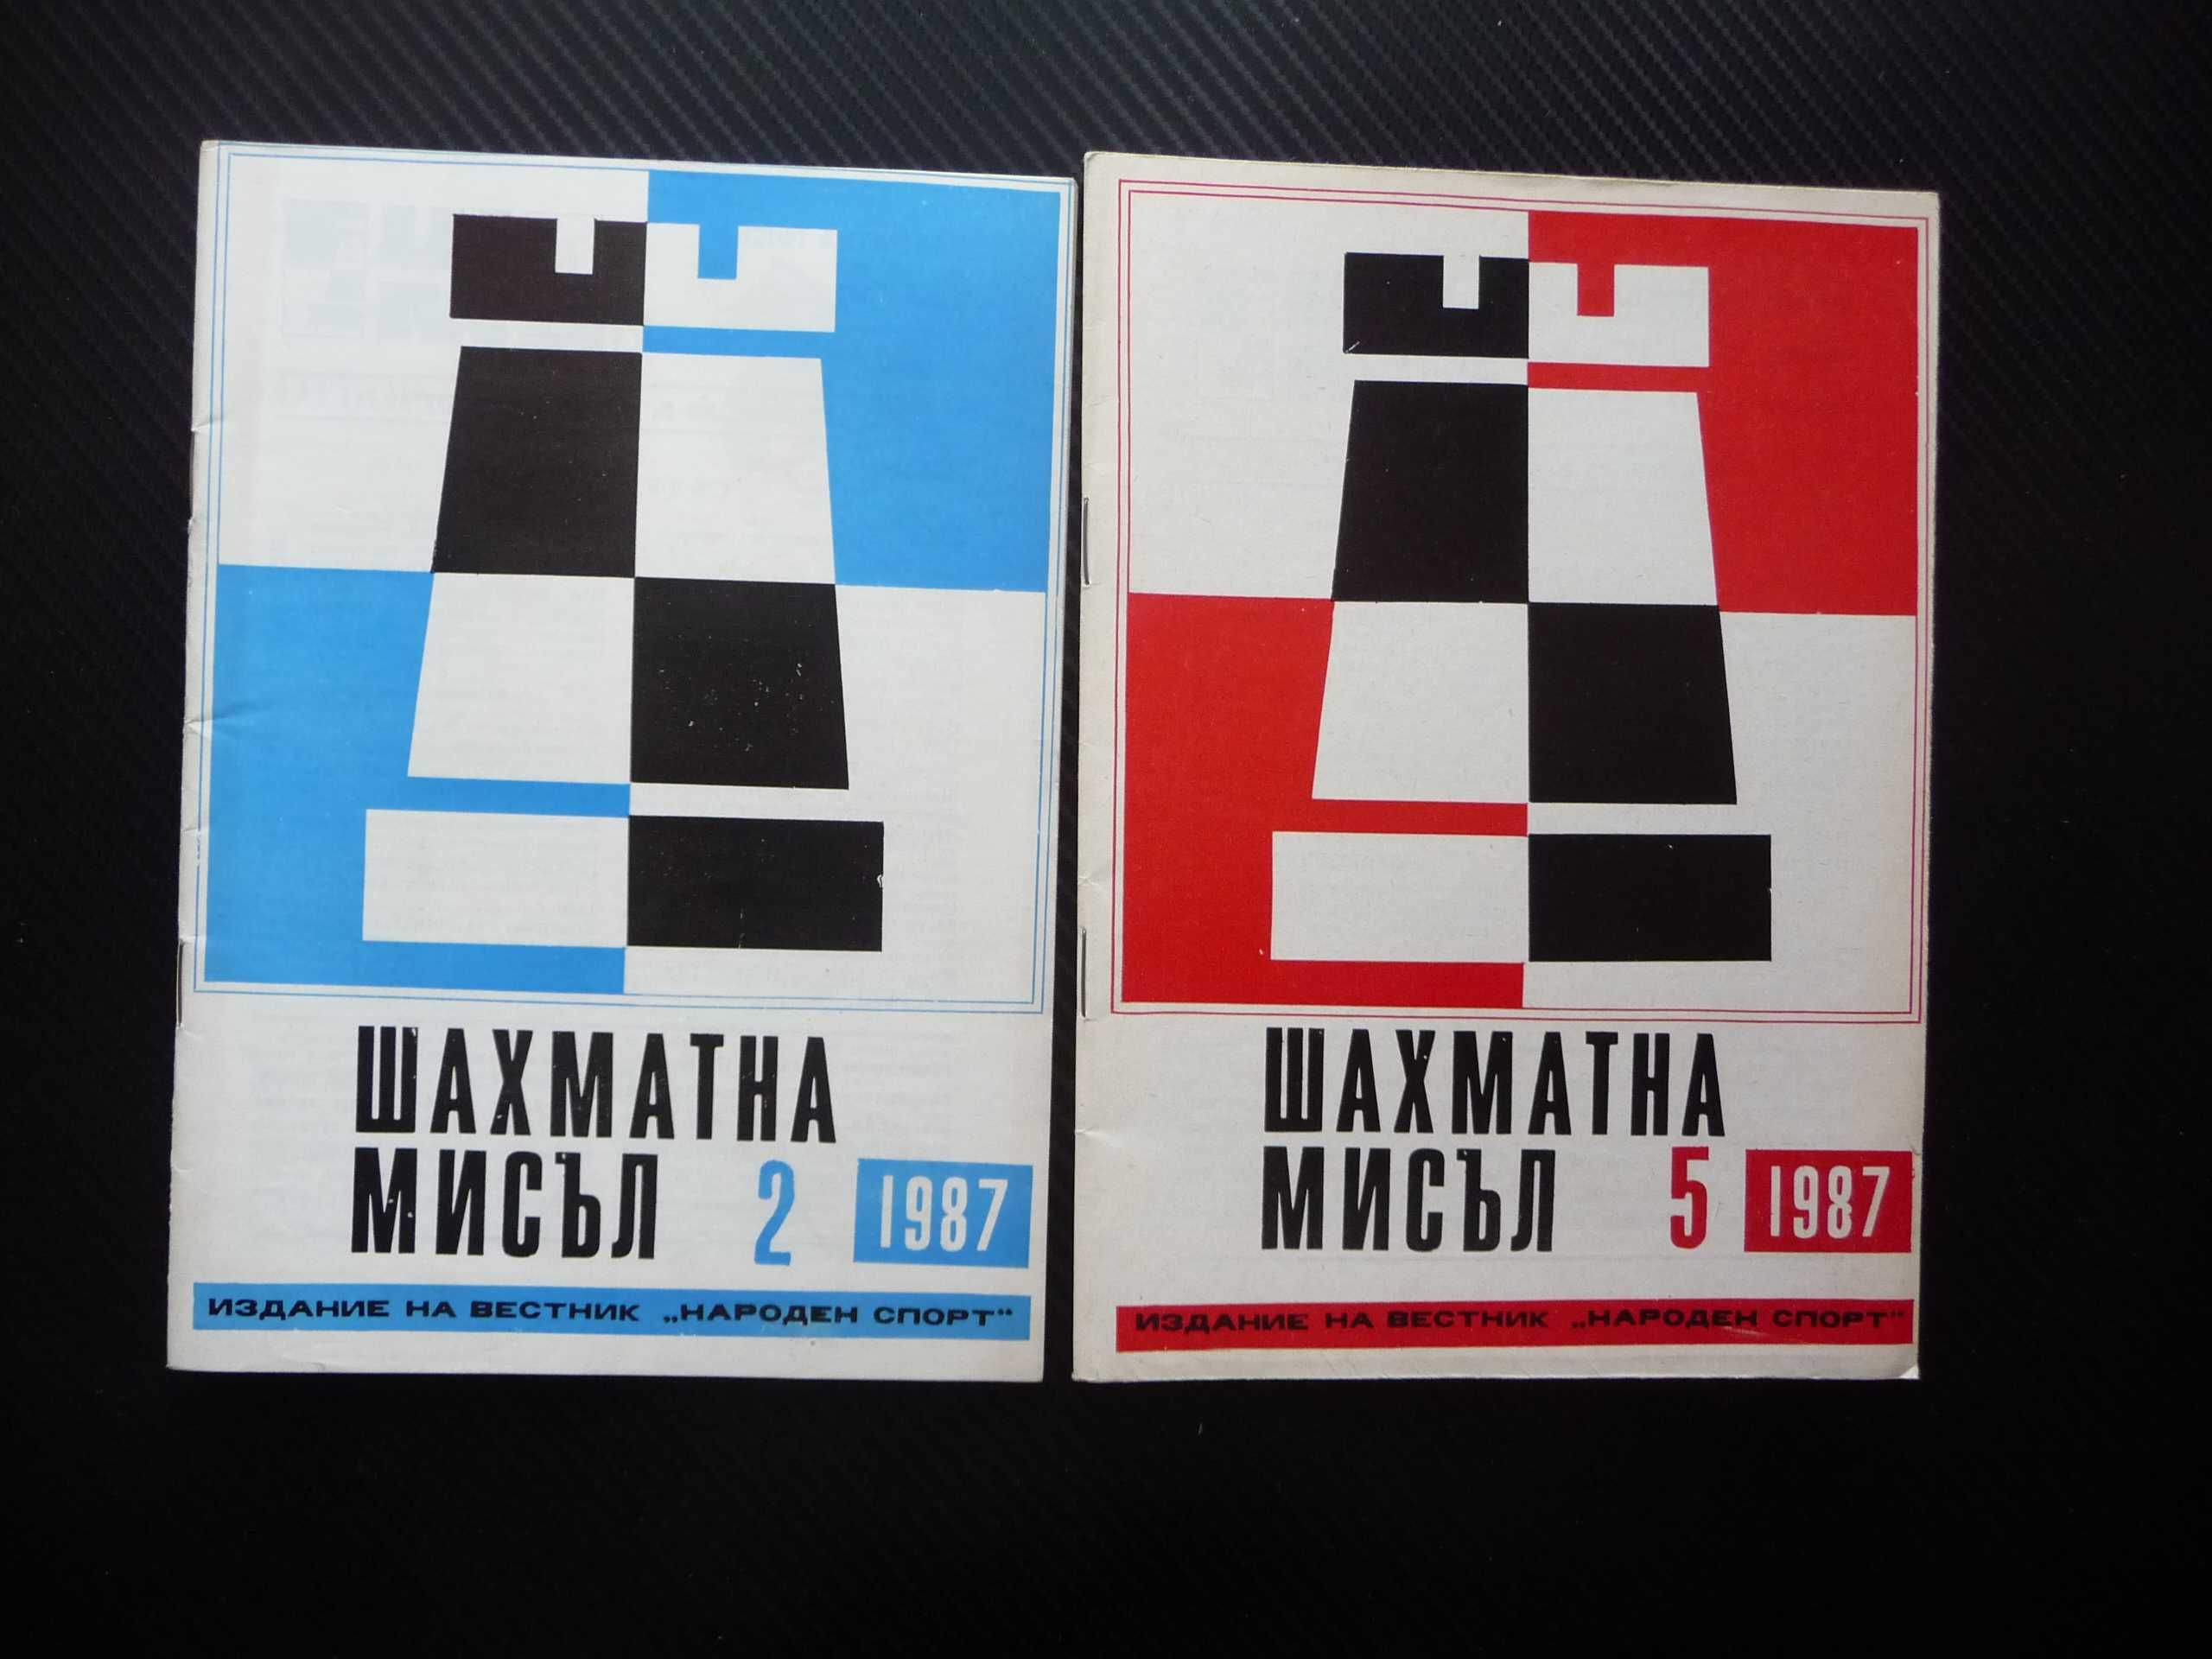 ШАХМАТНА
МИСЪЛ 2 1987
ИЗДАНИЕ НА ВЕСТНИК „НАРОДЕН СПОРТ“
ШАХМАТНА
МИСЪЛ 5 1987
ИЗДАНИЕ НА ВЕСТНИК „НАРОДЕН СПОРТ“